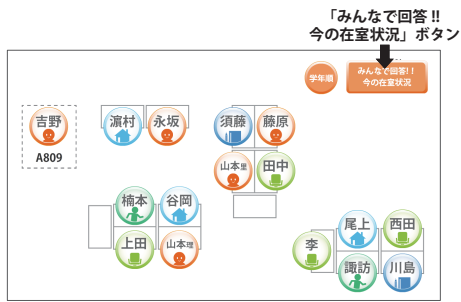 「みんなで回答!!
今の在室状況」ボタン
学年順
みんなで回答!!
今の在室状況
吉野
濵村
永坂
須藤
藤原
A809
山本里
田中
楠本
谷岡
上田
山本理
李
尾上
西田
諏訪
川島